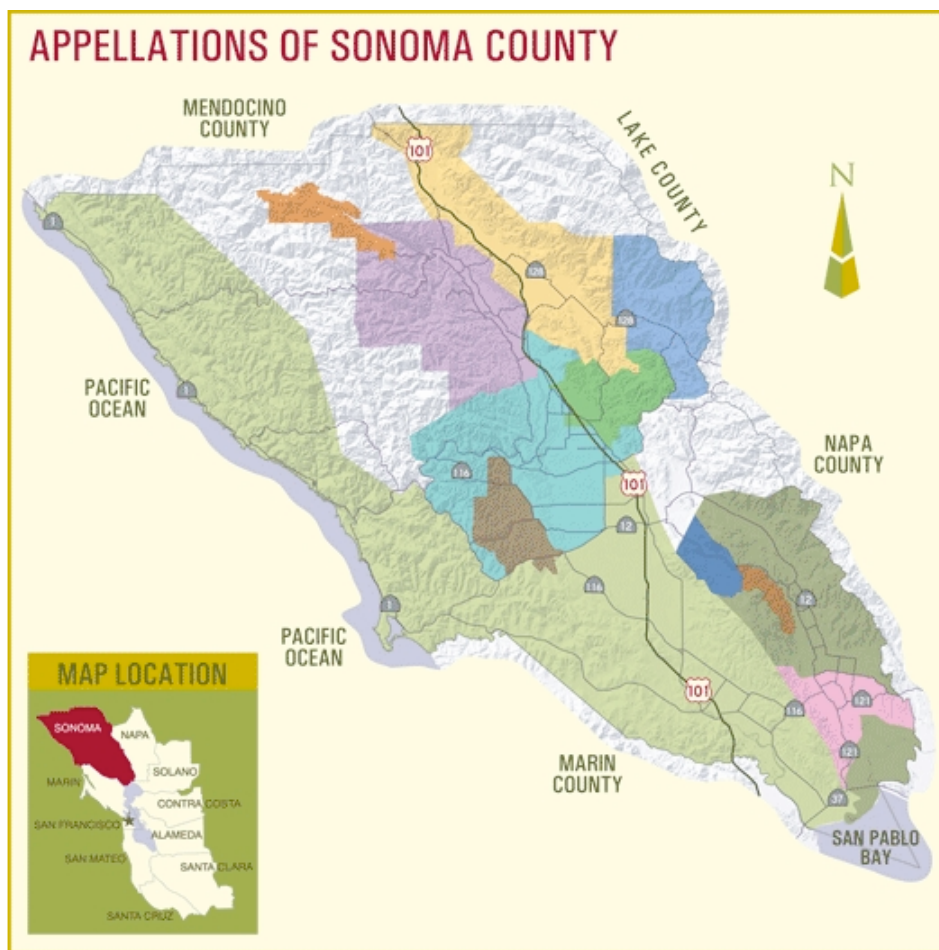 APPELLATIONS OF SONOMA COUNTY
MENDOCINO
COUNTY
LAKE COUNTY
101
N
1
128
128
PACIFIC
OCEAN
1
NAPA
COUNTY
116
101
12
116
12
1
PACIFIC
OCEAN
101
116
121
121
MARIN
COUNTY
37
SAN PABLO
BAY
MAP LOCATION
SONOMA
NAPA
SOLANO
MARIN
CONTRA COSTA
SAN FRANCISCO
ALAMEDA
SAN MATEO
SANTA CLARA
SANTA CRUZ